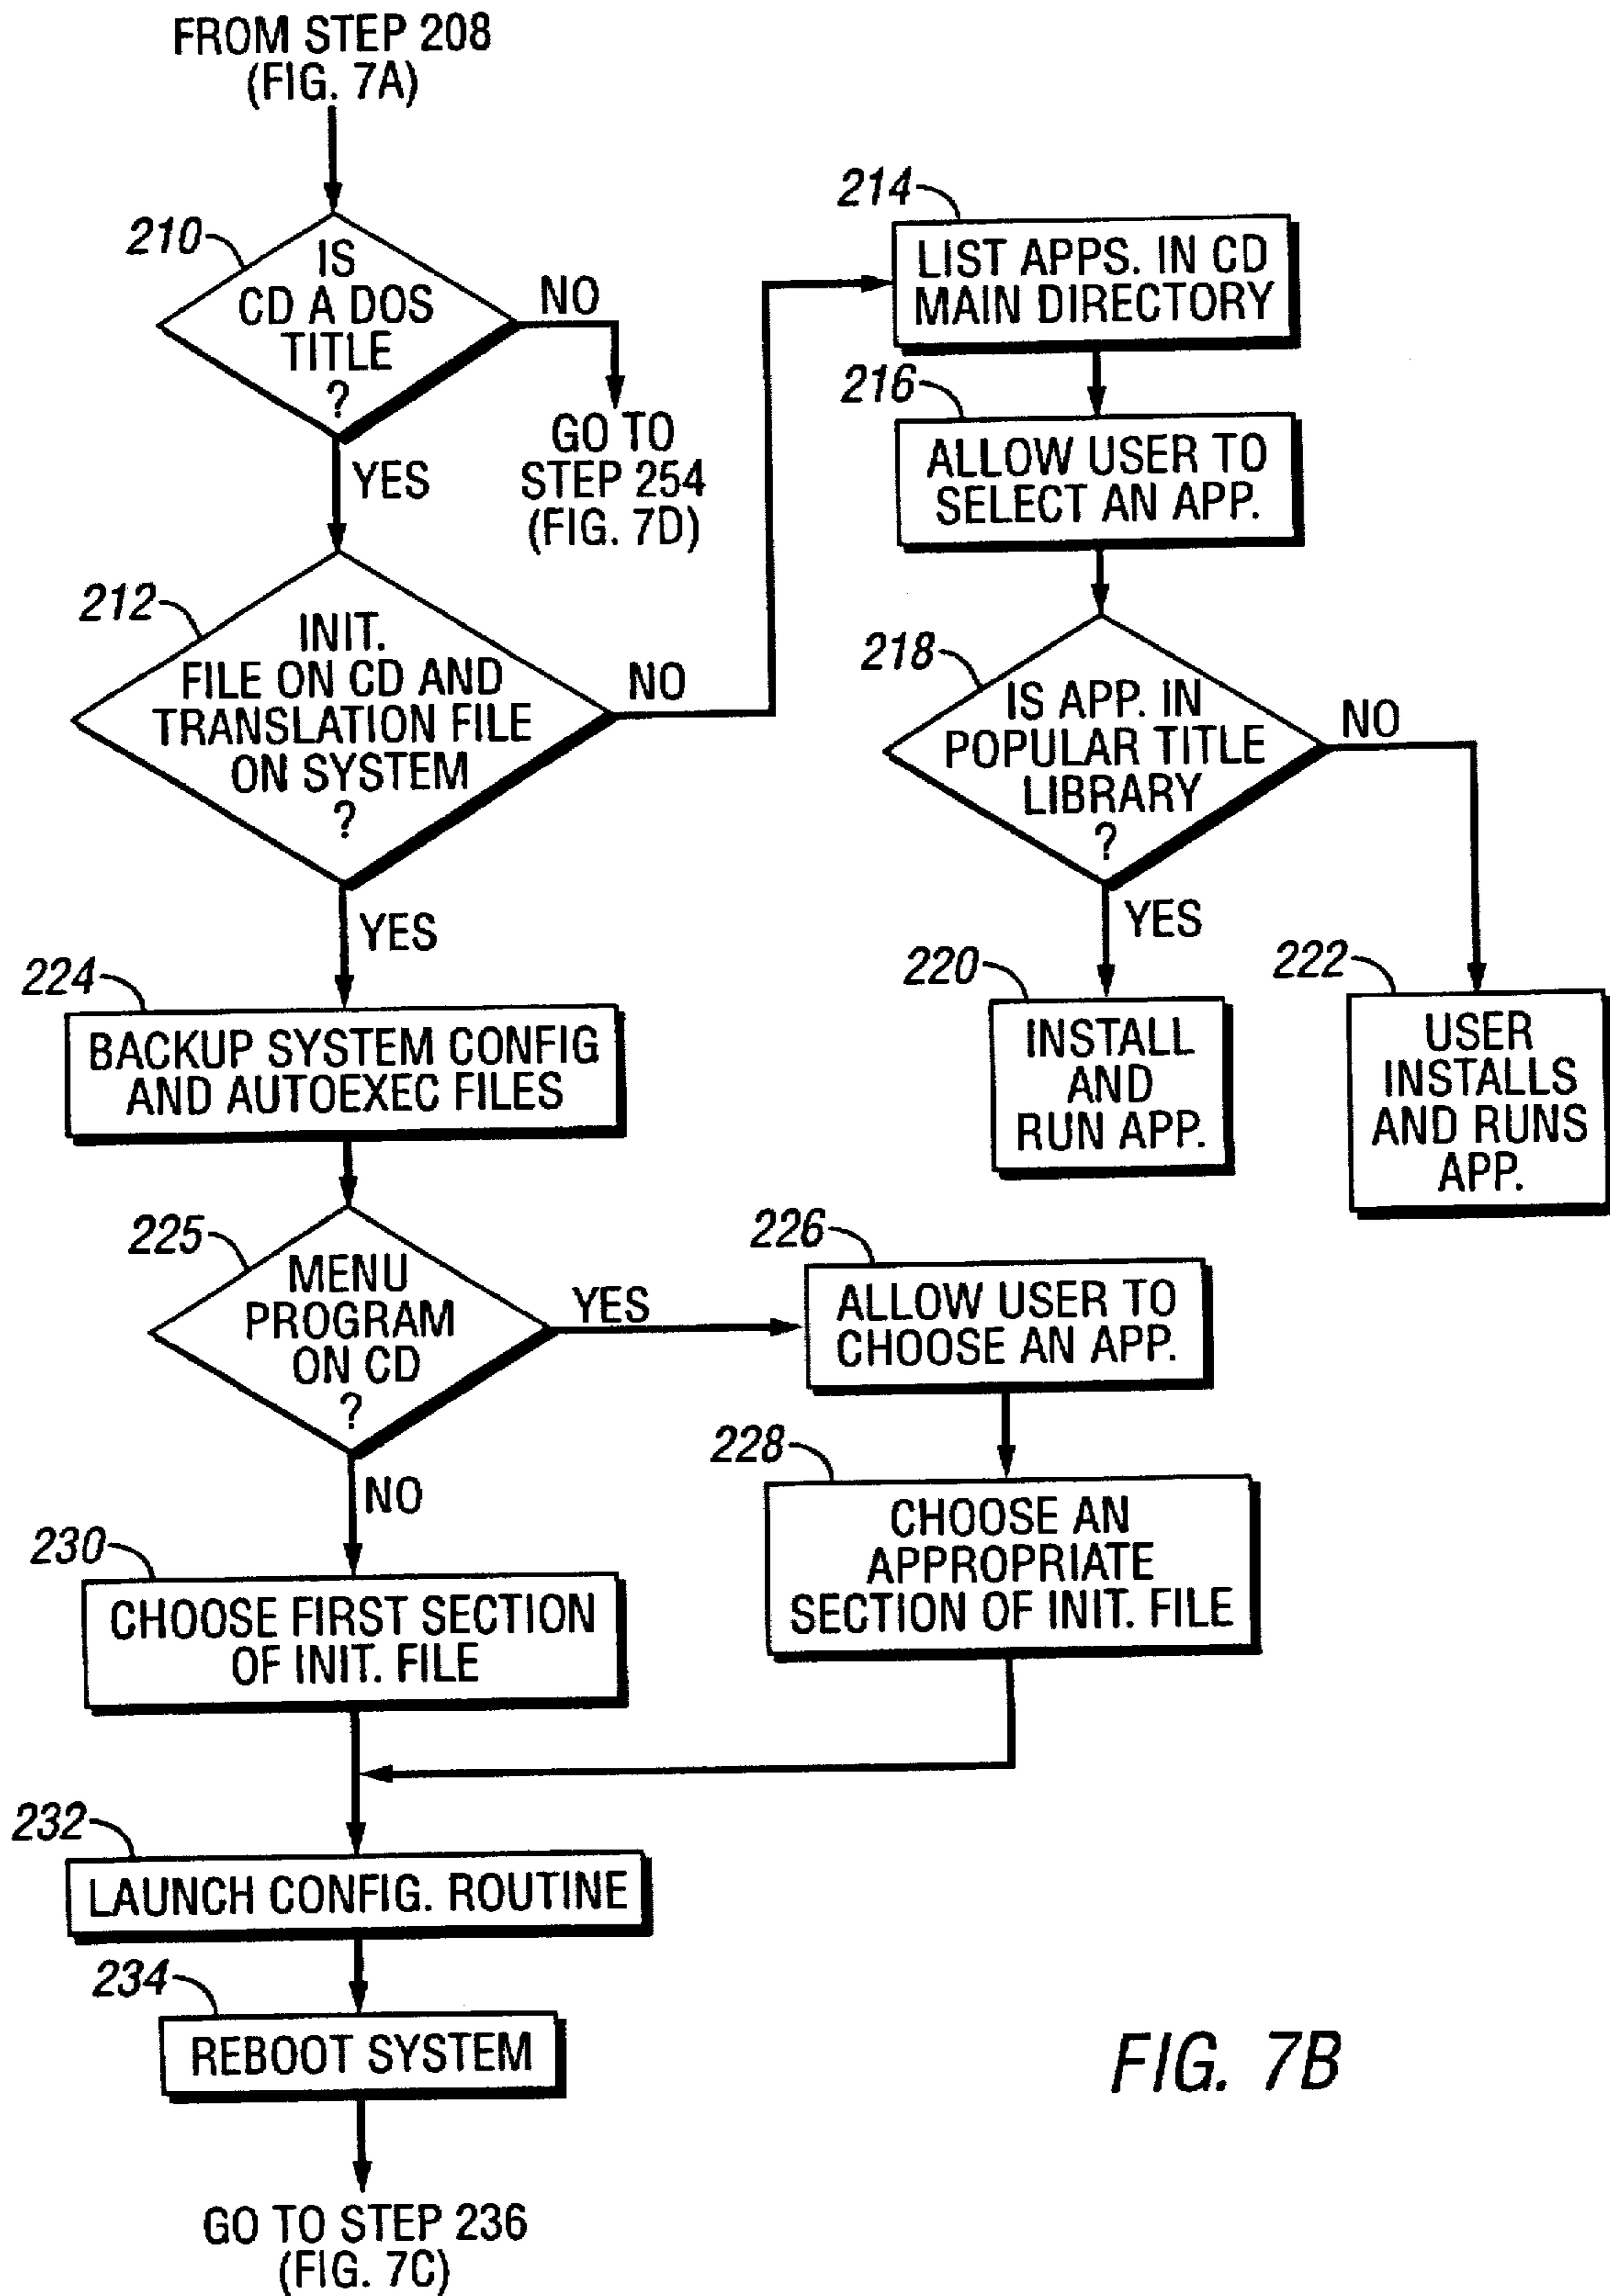 FROM STEP 208
(FIG. 7A)
210
IS
CD A DOS
TITLE
?
NO
GO TO
STEP 254
(FIG. 7D)
YES
212
INIT.
FILE ON CD AND
TRANSLATION FILE
ON SYSTEM
?
NO
214
LIST APPS. IN CD
MAIN DIRECTORY
216
ALLOW USER TO
SELECT AN APP.
218
IS APP. IN
POPULAR TITLE
LIBRARY
?
NO
YES
220
INSTALL
AND
RUN APP.
222
USER
INSTALLS
AND RUNS
APP.
YES
224
BACKUP SYSTEM CONFIG
AND AUTOEXEC FILES
225
MENU
PROGRAM
ON CD
?
YES
226
ALLOW USER TO
CHOOSE AN APP.
228
CHOOSE AN
APPROPRIATE
SECTION OF INIT. FILE
NO
230
CHOOSE FIRST SECTION
OF INIT. FILE
232
LAUNCH CONFIG. ROUTINE
234
REBOOT SYSTEM
GO TO STEP 236
(FIG. 7C)
FIG. 7B